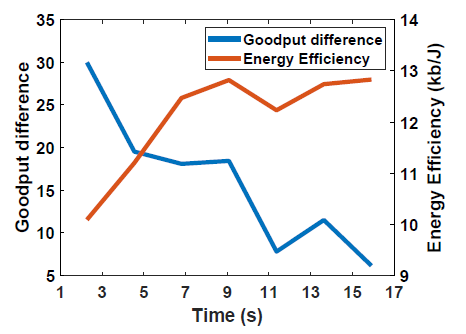 Goodput difference
Energy Efficiency
35
30
25
20
15
10
5
14
13
12
11
10
9
1 3 5 7 9 11 13 15 17
Goodput difference
Energy Efficiency (kb/J)
Time (s)